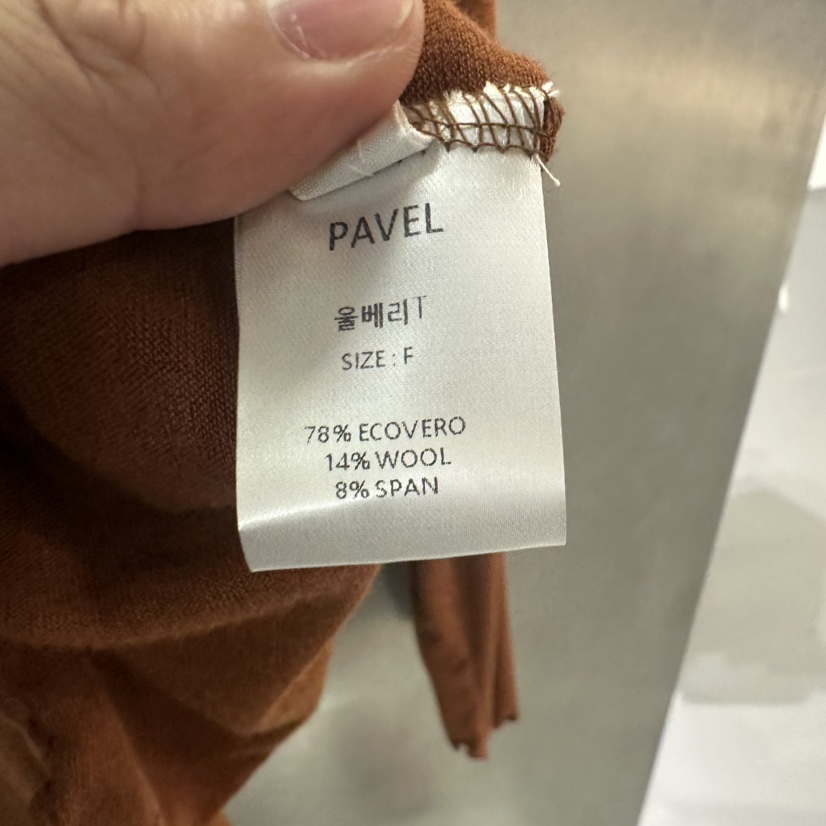 PAVEL
울베리T
SIZE : F
78% ECOVERO
14% WOOL
8% SPAN